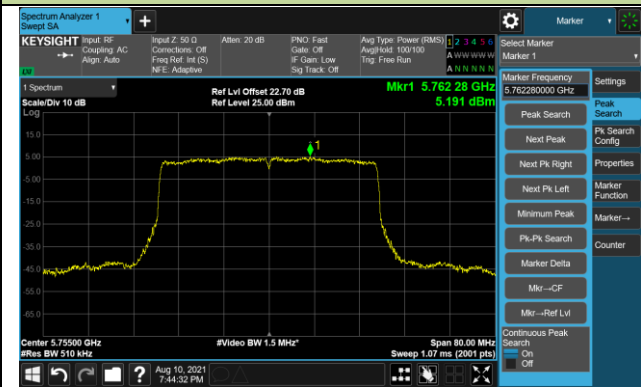 Spectrum Analyzer 1
Swept SA
+
Marker
KEYSIGHT
Input: RF
Coupling: AC
Align: Auto
Input Z: 50 Ω
Corrections: Off
Freq Ref: Int (S)
NFE: Adaptive
Atten: 20 dB
PNO: Fast
Gate: Off
IF Gain: Low
Sig Track: Off
Avg Type: Power (RMS)
Avg|Hold: 100/100
Trig: Free Run
1 2 3 4 5 6
A W W W W W
A N N N N N
Select Marker
Marker 1
1 Spectrum
Scale/Div 10 dB
Log
Ref Lvl Offset 22.70 dB
Ref Level 25.00 dBm
Mkr1 5.762 28 GHz
5.191 dBm
15.0
5.00
-5.00
-15.0
-25.0
-35.0
-45.0
-55.0
-65.0
1
Center 5.75500 GHz
#Res BW 510 kHz
#Video BW 1.5 MHz*
Span 80.00 MHz
Sweep 1.07 ms (2001 pts)
Marker Frequency
5.762280000 GHz
Peak Search
Next Peak
Next Pk Right
Next Pk Left
Minimum Peak
Pk-Pk Search
Marker Delta
Mkr→CF
Mkr→Ref Lvl
Continuous Peak
Search
On
Off
Settings
Peak
Search
Pk Search
Config
Properties
Marker
Function
Marker→
Counter
?
Aug 10, 2021
7:44:32 PM